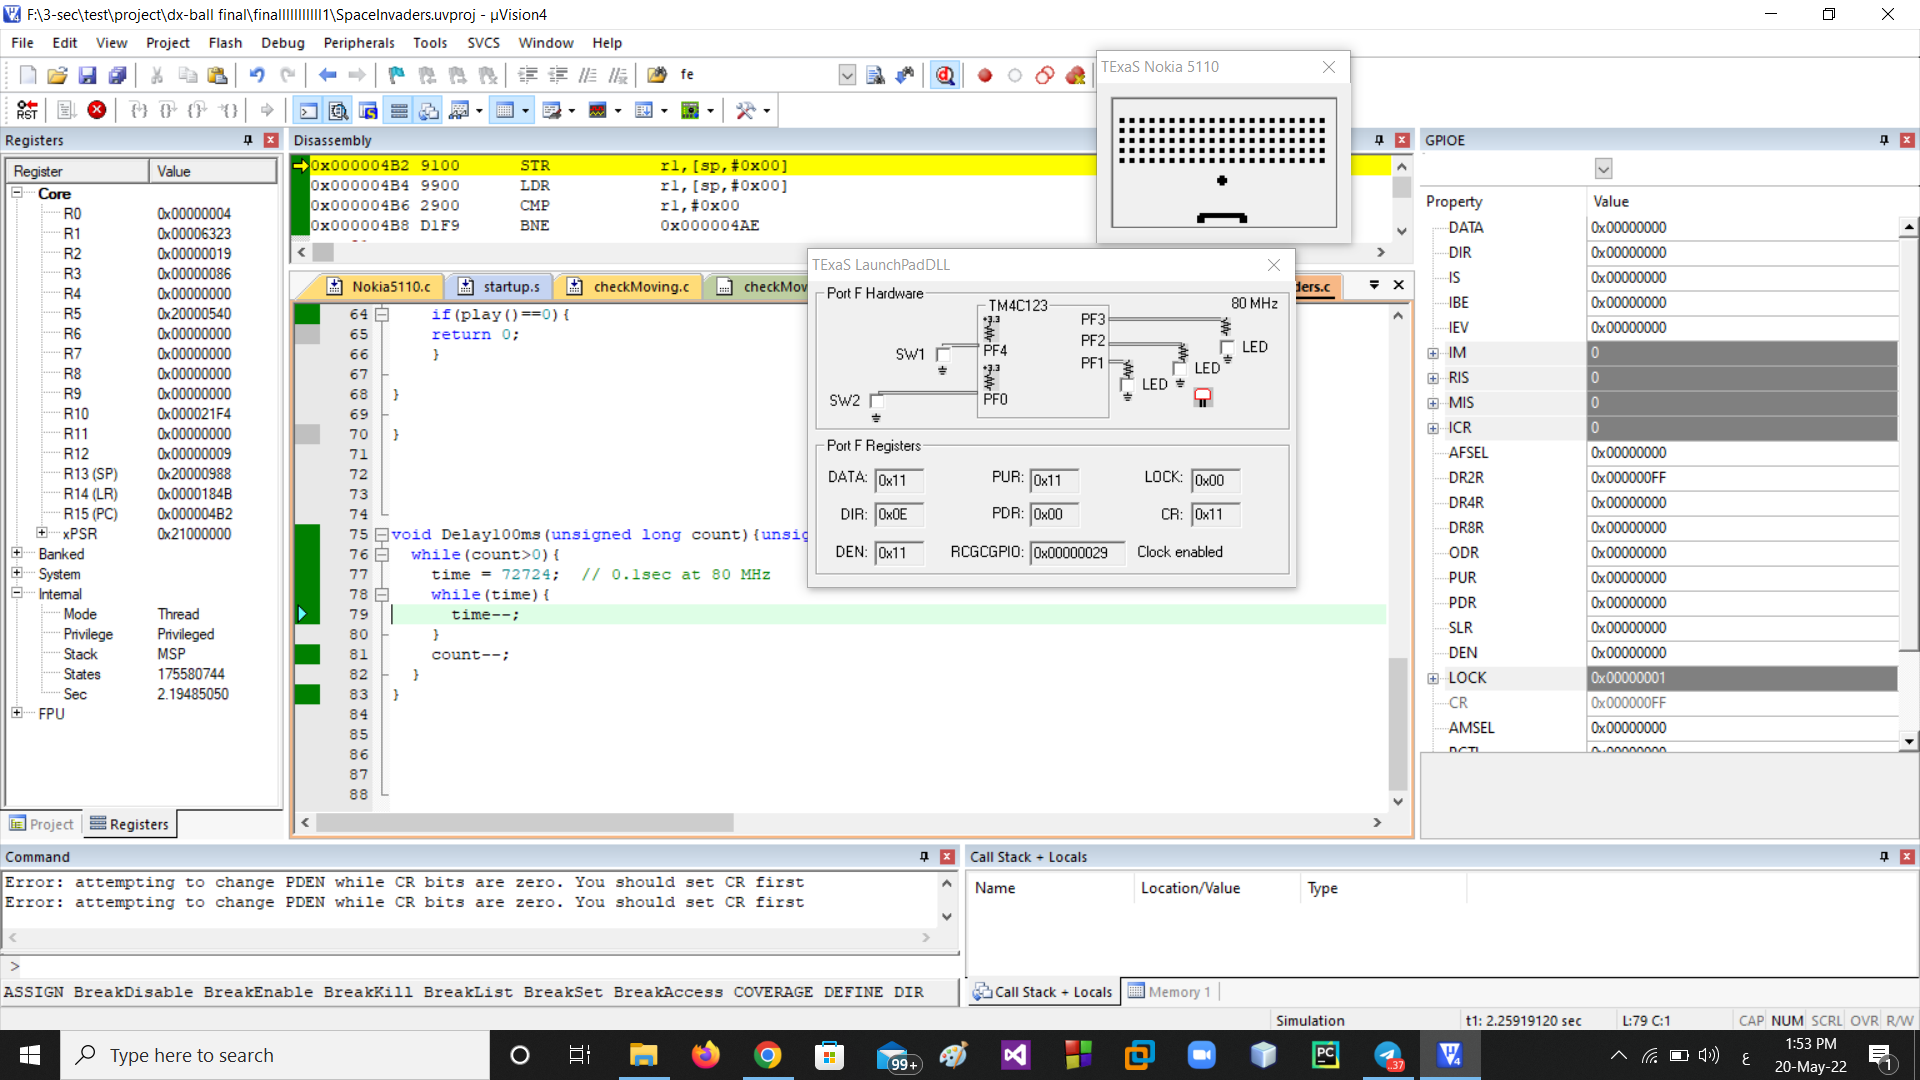 F:\3-sec\test\project\dx-ball final\finallllllllllll1\SpaceInvaders.uvproj - µVision4
File Edit View Project Flash Debug Peripherals Tools SVCS Window Help
fe
RST
Registers
Register Value
Core
R0 0x00000004
R1 0x00006323
R2 0x00000019
R3 0x00000086
R4 0x00000000
R5 0x20000540
R6 0x00000000
R7 0x00000000
R8 0x00000000
R9 0x00000000
R10 0x000021F4
R11 0x00000000
R12 0x00000009
R13 (SP) 0x20000988
R14 (LR) 0x0000184B
R15 (PC) 0x000004B2
xPSR 0x21000000
Banked
System
Internal
Mode Thread
Privilege Privileged
Stack MSP
States 175580744
Sec 2.19485050
FPU
Project Registers
Disassembly
0x000004B2 9100 STR r1,[sp,#0x00]
0x000004B4 9900 LDR r1,[sp,#0x00]
0x000004B6 2900 CMP r1,#0x00
0x000004B8 D1F9 BNE 0x000004AE
TExaS Nokia 5110
Nokia5110.c startup.s checkMoving.c checkMov ders.c
64 if(play()==0){
65 return 0;
66 }
67
68 }
69
70 }
71
72
73
74
75 void Delay100ms(unsigned long count){unsig
76 while(count>0){
77 time = 72724; // 0.1sec at 80 MHz
78 while(time){
79 time--;
80 }
81 count--;
82 }
83 }
84
85
86
87
88
TExaS LaunchPadDLL
Port F Hardware
TM4C123
80 MHz
+3.3
SW1 PF4
+3.3
SW2 PF0
PF3 LED
PF2 LED
PF1 LED
Port F Registers
DATA: 0x11 PUR: 0x11 LOCK: 0x00
DIR: 0x0E PDR: 0x00 CR: 0x11
DEN: 0x11 RCGCGPIO: 0x00000029 Clock enabled
GPIOE
Property Value
DATA 0x00000000
DIR 0x00000000
IS 0x00000000
IBE 0x00000000
IEV 0x00000000
IM 0
RIS 0
MIS 0
ICR 0
AFSEL 0x00000000
DR2R 0x000000FF
DR4R 0x00000000
DR8R 0x00000000
ODR 0x00000000
PUR 0x00000000
PDR 0x00000000
SLR 0x00000000
DEN 0x00000000
LOCK 0x00000001
CR 0x000000FF
AMSEL 0x00000000
Command
Error: attempting to change PDEN while CR bits are zero. You should set CR first
Error: attempting to change PDEN while CR bits are zero. You should set CR first
>
ASSIGN BreakDisable BreakEnable BreakKill BreakList BreakSet BreakAccess COVERAGE DEFINE DIR
Call Stack + Locals
Name Location/Value Type
Call Stack + Locals Memory 1
Simulation t1: 2.25919120 sec L:79 C:1 CAP NUM SCRL OVR R/W
Type here to search
99+
PC
37
ع
1:53 PM
20-May-22
1